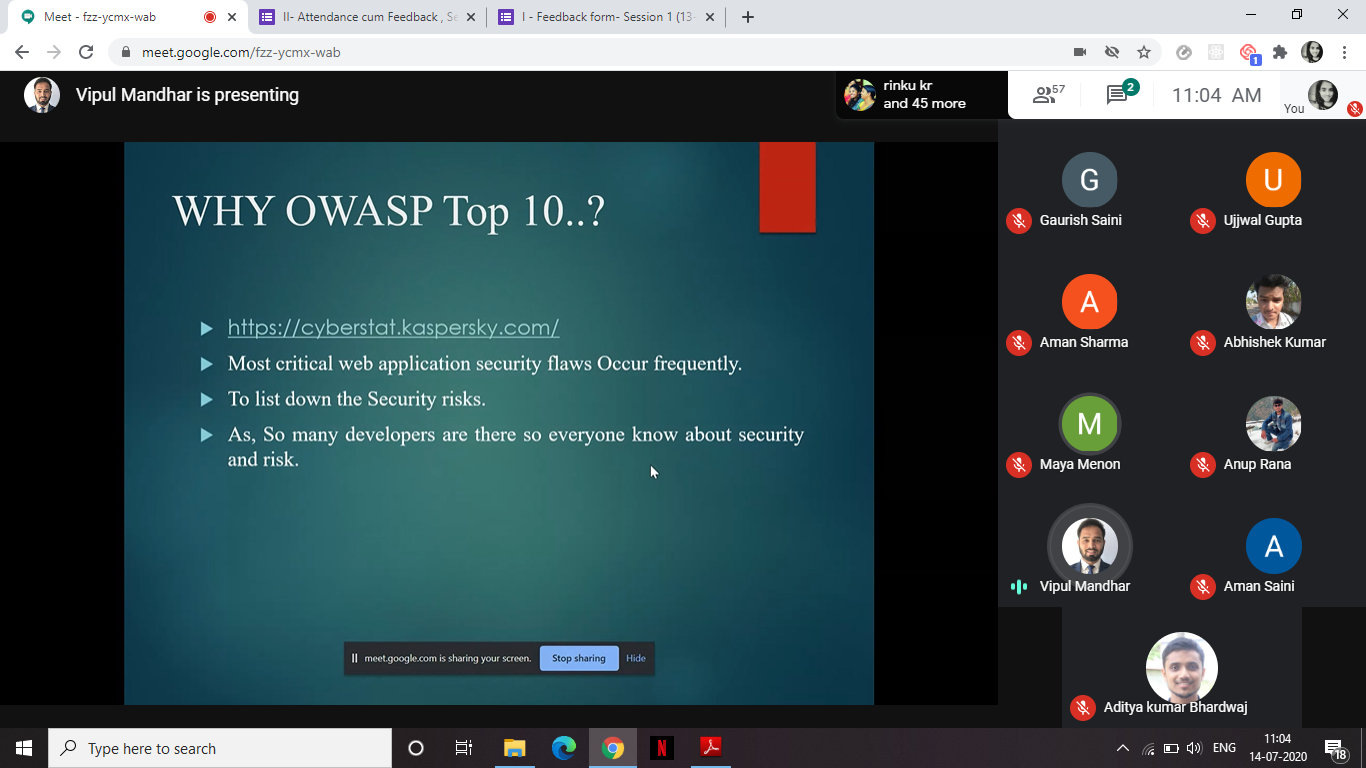 Meet - fzz-ycmx-wab
II- Attendance cum Feedback , Se
I - Feedback form- Session 1 (13-
meet.google.com/fzz-ycmx-wab
1
Vipul Mandhar is presenting
rinku kr
and 45 more
57
2
11:04 AM
You
WHY OWASP Top 10..?
https://cyberstat.kaspersky.com/
Most critical web application security flaws Occur frequently.
To list down the Security risks.
As, So many developers are there so everyone know about security
and risk.
meet.google.com is sharing your screen.
Stop sharing
Hide
G
Gaurish Saini
U
Ujjwal Gupta
A
Aman Sharma
Abhishek Kumar
M
Maya Menon
Anup Rana
Vipul Mandhar
A
Aman Saini
Aditya kumar Bhardwaj
Type here to search
N
ENG
11:04
14-07-2020
18